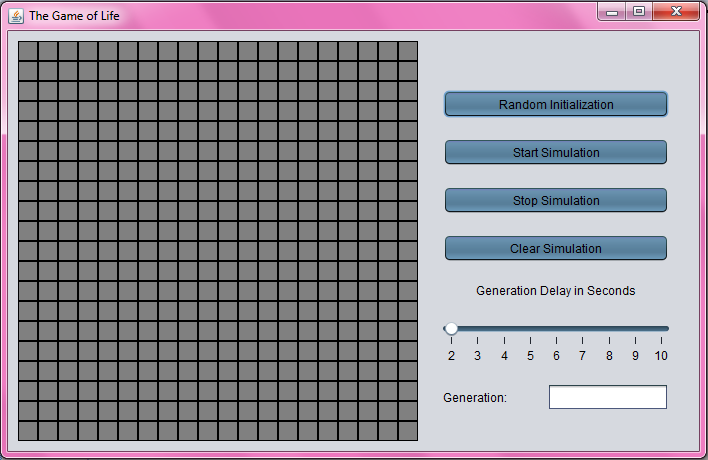 The Game of Life
Random Initialization
Start Simulation
Stop Simulation
Clear Simulation
Generation Delay in Seconds
2 3 4 5 6 7 8 9 10
Generation: